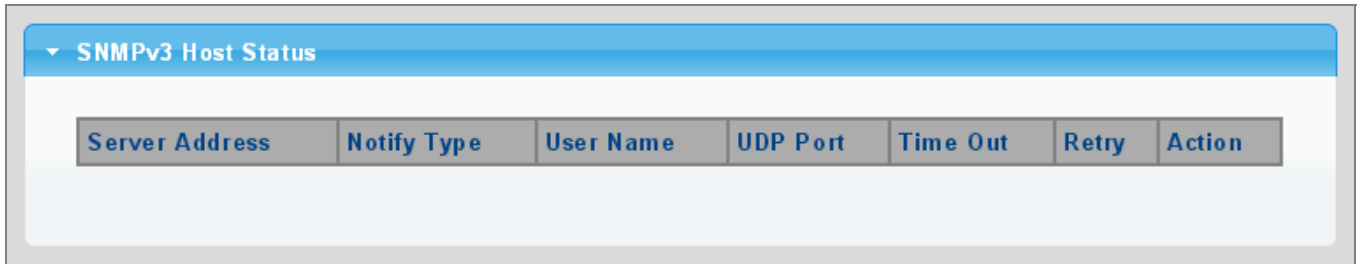 SNMPv3 Host Status
Server Address Notify Type User Name UDP Port Time Out Retry Action